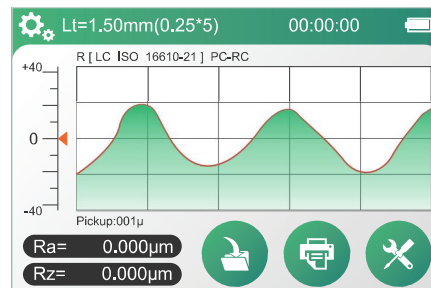 Lt=1.50mm(0.25*5) 00:00:00
R [ LC ISO 16610-21 ] PC-RC
+40
0
-40
Pickup:001µ
Ra= 0.000µm
Rz= 0.000µm